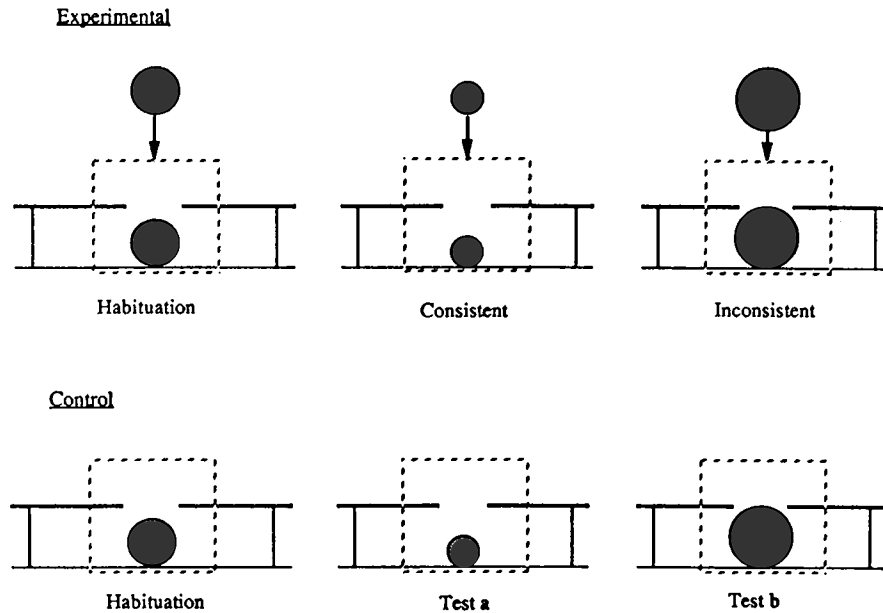 Experimental
Habituation
Consistent
Inconsistent
Control
Habituation
Test a
Test b